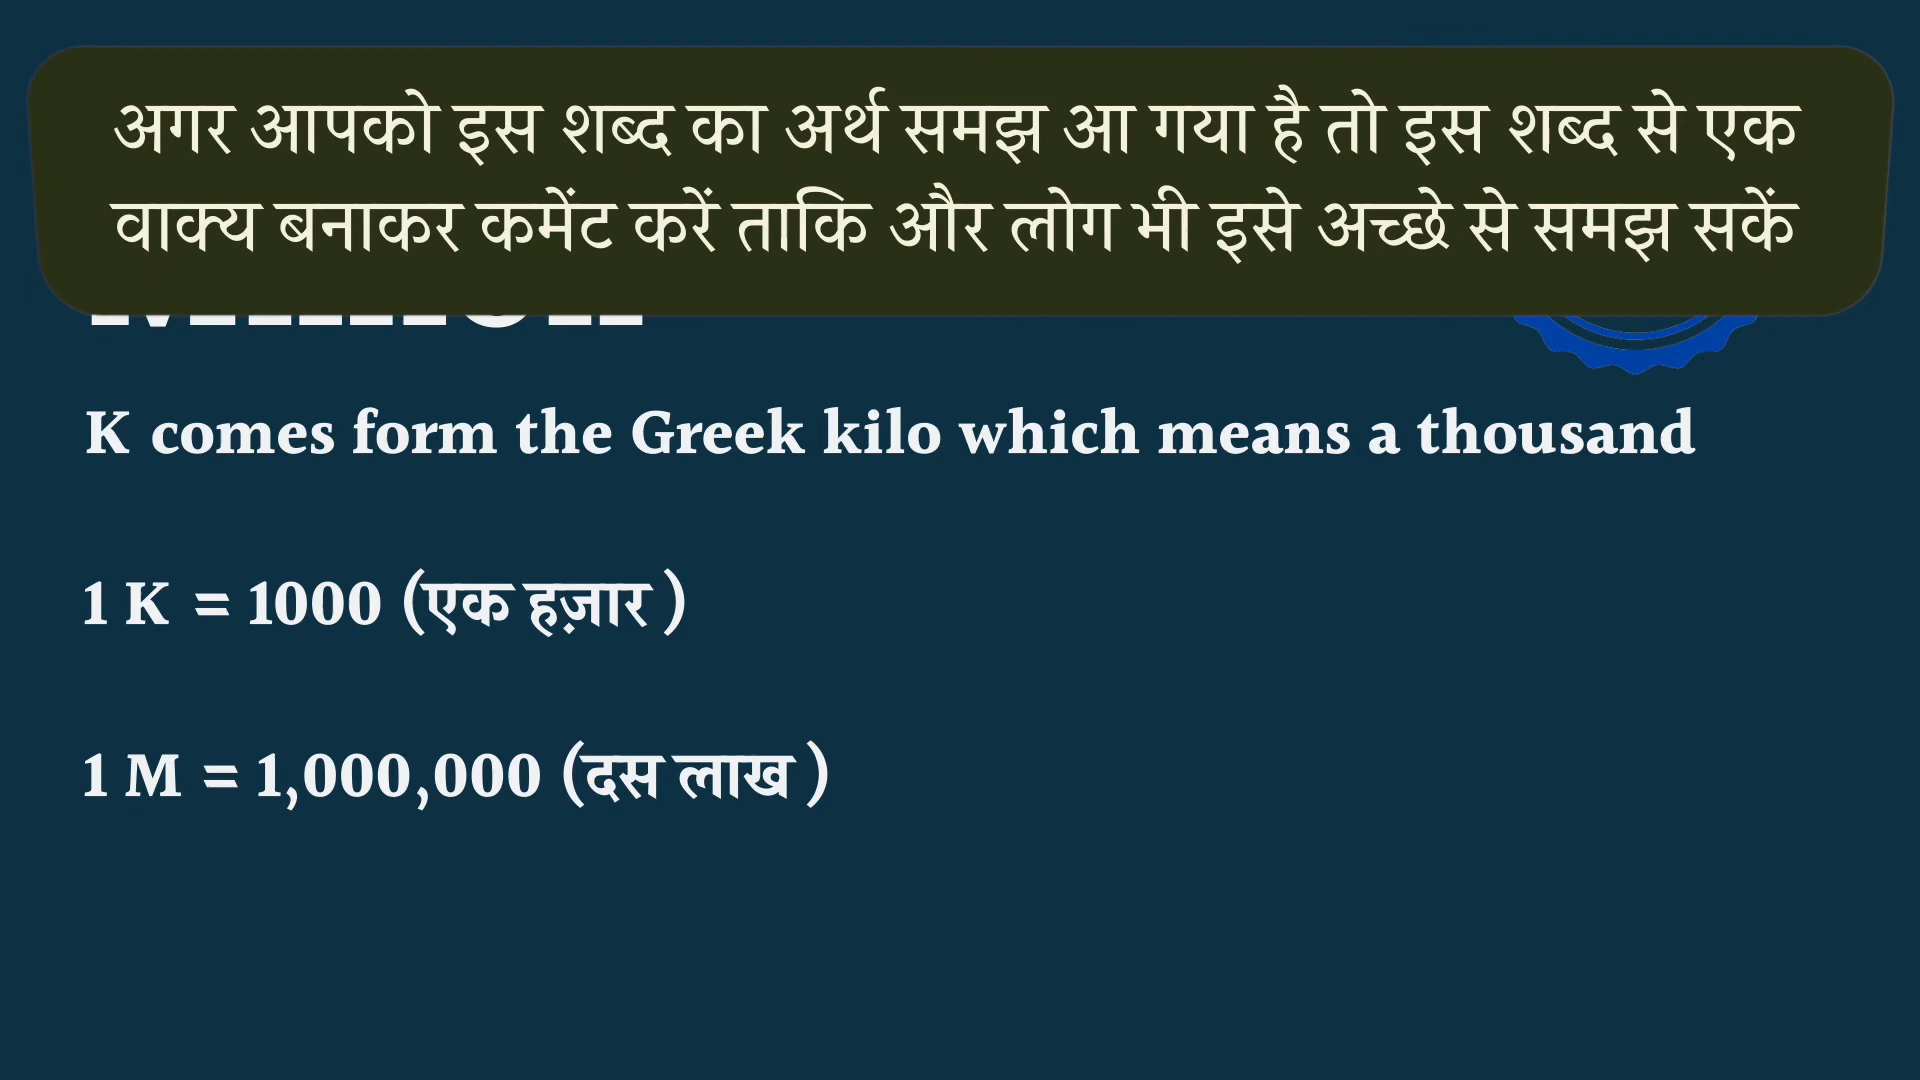 अगर आपको इस शब्द का अर्थ समझ आ गया है तो इस शब्द से एक
वाक्य बनाकर कमेंट करें ताकि और लोग भी इसे अच्छे से समझ सकें
K comes form the Greek kilo which means a thousand
1 K = 1000 (एक हज़ार )
1 M = 1,000,000 (दस लाख )